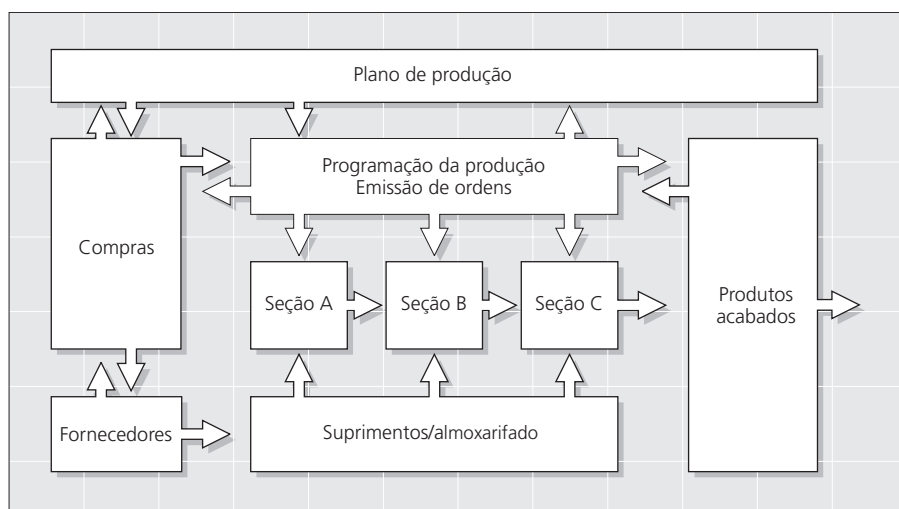 Plano de produção
Programação da produção
Emissão de ordens
Compras
Seção A
Seção B
Seção C
Produtos
acabados
Fornecedores
Suprimentos/almoxarifado